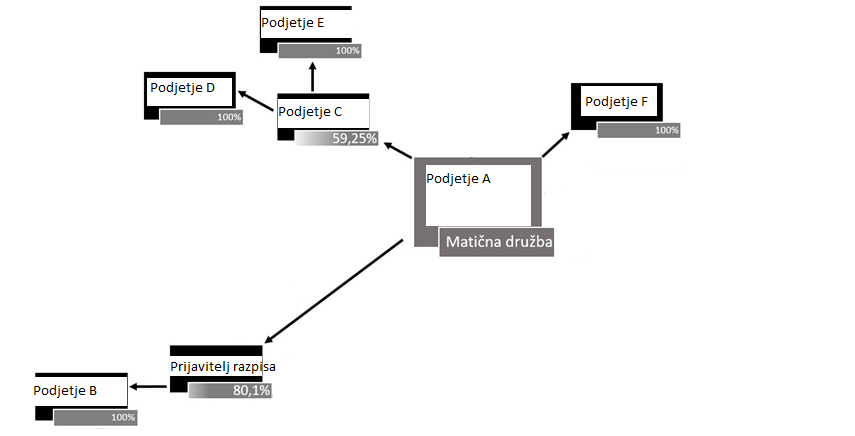 Podjetje E
100%
Podjetje D
100%
Podjetje C
59,25%
Podjetje F
100%
Podjetje A
Matična družba
Prijavitelj razpisa
80,1%
Podjetje B
100%